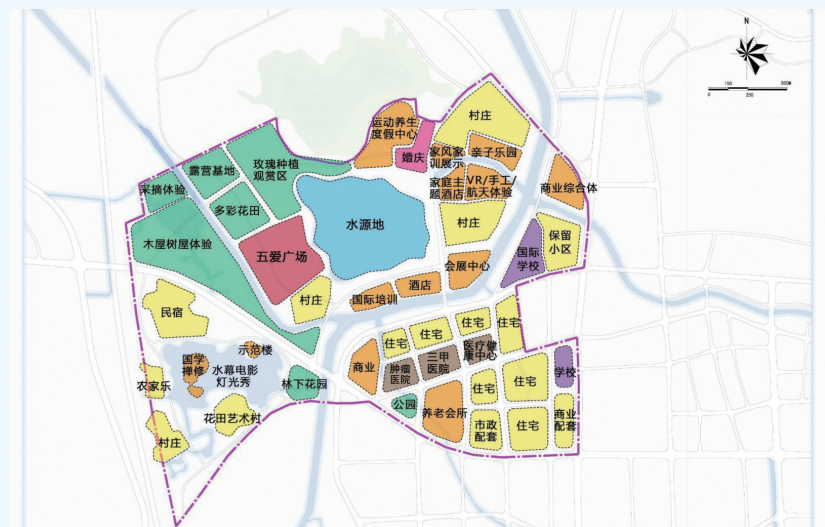 N
150
500M
0
250
村庄
运动养生
度假中心
婚庆
家风家
训展示
亲子乐园
玫瑰种植
观赏区
露营基地
采摘体验
家庭主
题酒店
VR/手工/
航天体验
商业综合体
多彩花田
水源地
村庄
木屋树屋体验
五爱广场
保留
小区
国际
学校
会展中心
酒店
国际培训
村庄
民宿
住宅
住宅
住宅
住宅
示范楼
国学
禅修
水幕电影
灯光秀
商业
肿瘤
医院
三甲
医院
医疗健
康中心
学校
农家乐
林下花园
住宅
住宅
公园
养老会所
花田艺术村
市政
配套
住宅
商业
配套
村庄